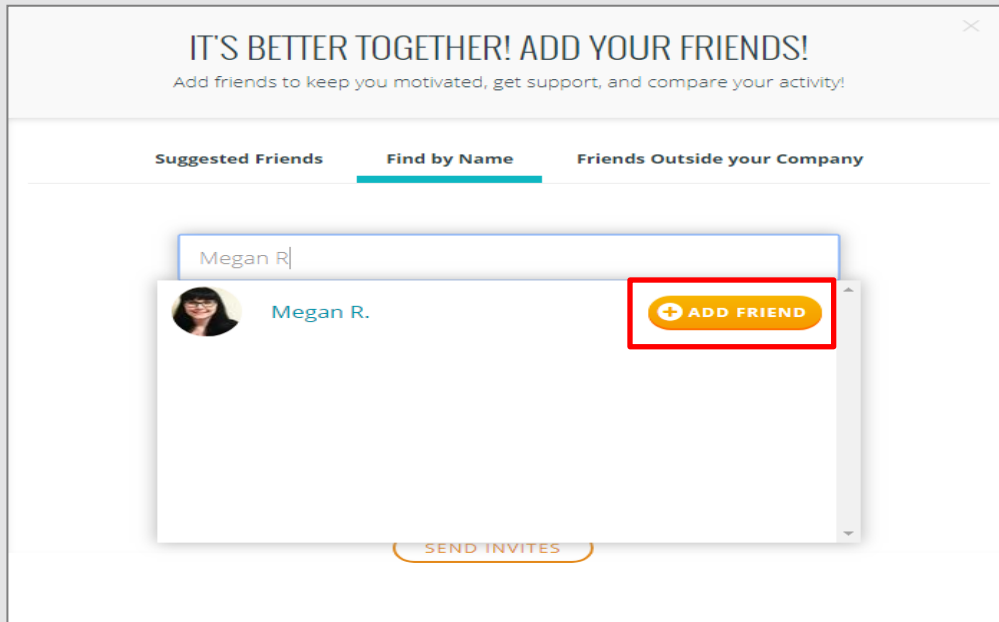 IT'S BETTER TOGETHER! ADD YOUR FRIENDS!
Add friends to keep you motivated, get support, and compare your activity!
Suggested Friends Find by Name Friends Outside your Company
Megan R
Megan R. ADD FRIEND
SEND INVITES